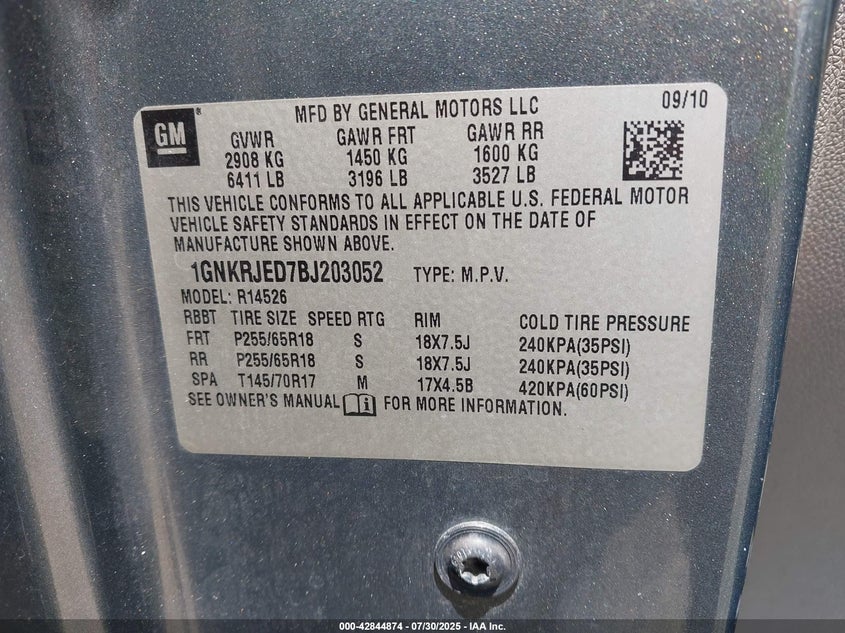 GM
MFD BY GENERAL MOTORS LLC 09/10
GVWR GAWR FRT GAWR RR
2908 KG 1450 KG 1600 KG
6411 LB 3196 LB 3527 LB
THIS VEHICLE CONFORMS TO ALL APPLICABLE U.S. FEDERAL MOTOR
VEHICLE SAFETY STANDARDS IN EFFECT ON THE DATE OF
MANUFACTURE SHOWN ABOVE.
1GNKRJED7BJ203052 TYPE: M.P.V.
MODEL: R14526
RBBT TIRE SIZE SPEED RTG RIM COLD TIRE PRESSURE
FRT P255/65R18 S 18X7.5J 240KPA(35PSI)
RR P255/65R18 S 18X7.5J 240KPA(35PSI)
SPA T145/70R17 M 17X4.5B 420KPA(60PSI)
SEE OWNER'S MANUAL FOR MORE INFORMATION.
000-42844874 // 07/30/2025 // IAA Inc.